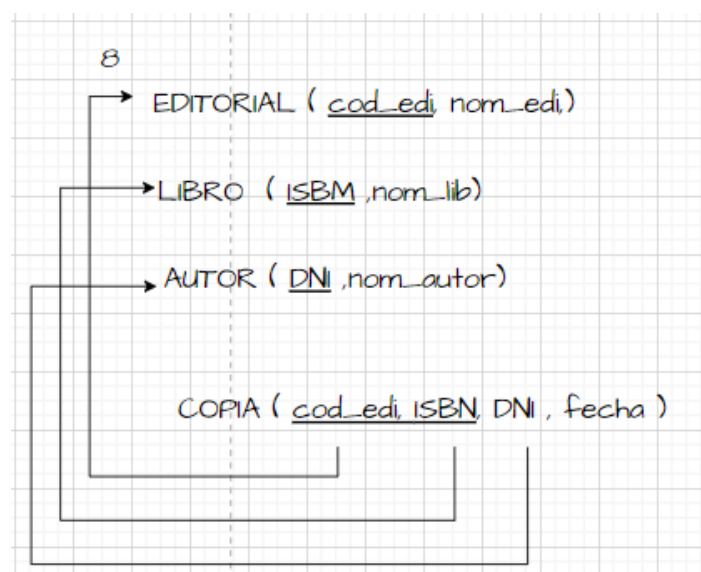 8
EDITORIAL ( cod_edi, nom_edi,)
LIBRO ( ISBM ,nom_lib)
AUTOR ( DNI ,nom_autor)
COPIA ( cod_edi, ISBN, DNI , fecha )